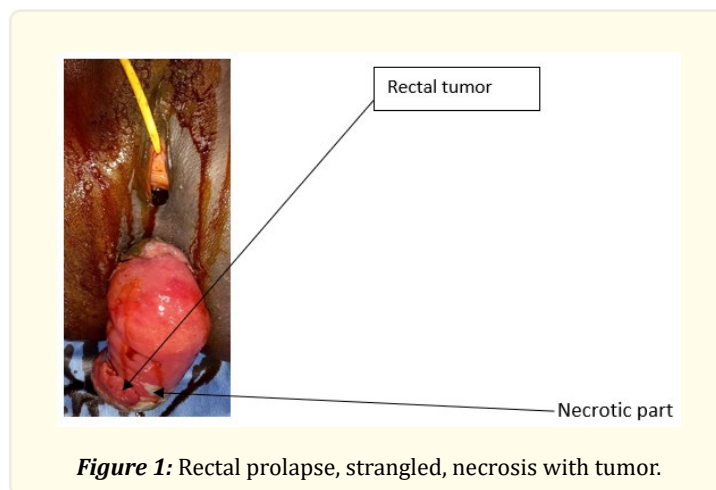 Rectal tumor
Necrotic part
Figure 1: Rectal prolapse, strangled, necrosis with tumor.